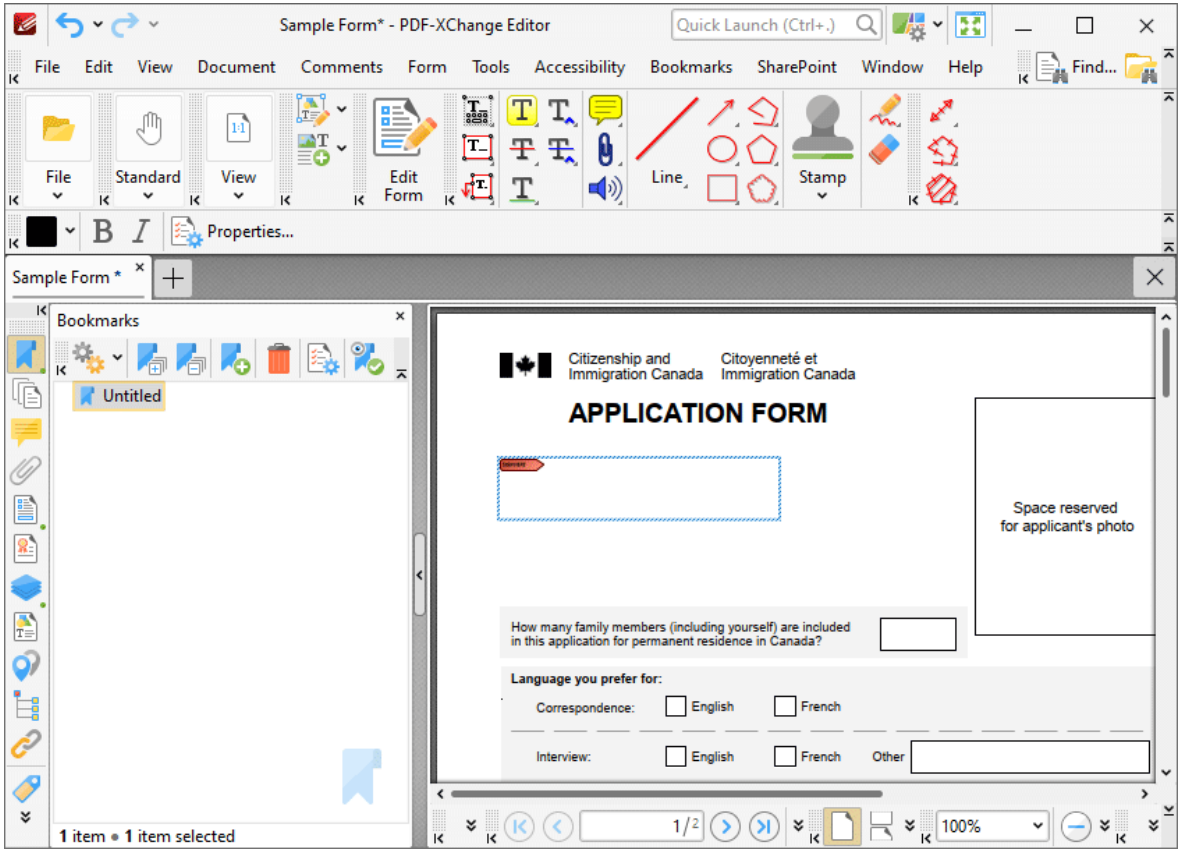 Sample Form* - PDF-XChange Editor
Quick Launch (Ctrl+.)
File Edit View Document Comments Form Tools Accessibility Bookmarks SharePoint Window Help Find...
File Standard View Edit Form Line Stamp
B I Properties...
Sample Form *
Bookmarks
Untitled
Citizenship and Immigration Canada
Citoyenneté et Immigration Canada
APPLICATION FORM
Space reserved
for applicant's photo
How many family members (including yourself) are included
in this application for permanent residence in Canada?
Language you prefer for:
Correspondence: English French
Interview: English French Other
1 item • 1 item selected
1/2
100%